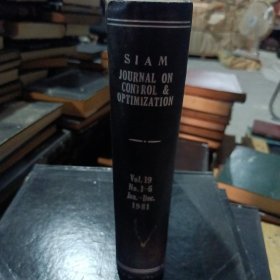 SIAM
JOURNAL ON
CONTROL &
OPTIMIZATION
Vol. 19
No. 1-6
Jan. - Dec.
1981